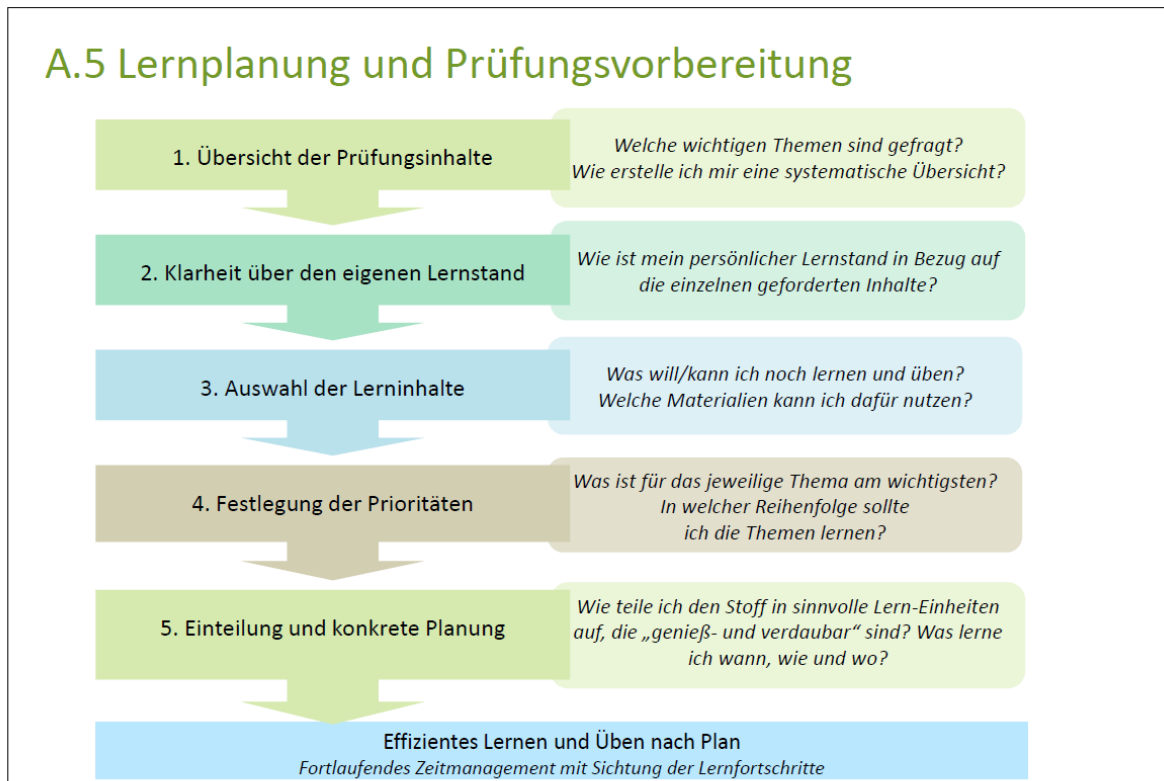 A.5 Lernplanung und Prüfungsvorbereitung
1. Übersicht der Prüfungsinhalte
Welche wichtigen Themen sind gefragt?
Wie erstelle ich mir eine systematische Übersicht?
2. Klarheit über den eigenen Lernstand
Wie ist mein persönlicher Lernstand in Bezug auf
die einzelnen geforderten Inhalte?
3. Auswahl der Lerninhalte
Was will/kann ich noch lernen und üben?
Welche Materialien kann ich dafür nutzen?
4. Festlegung der Prioritäten
Was ist für das jeweilige Thema am wichtigsten?
In welcher Reihenfolge sollte
ich die Themen lernen?
5. Einteilung und konkrete Planung
Wie teile ich den Stoff in sinnvolle Lern-Einheiten
auf, die „genieß- und verdaubar“ sind? Was lerne
ich wann, wie und wo?
Effizientes Lernen und Üben nach Plan
Fortlaufendes Zeitmanagement mit Sichtung der Lernfortschritte